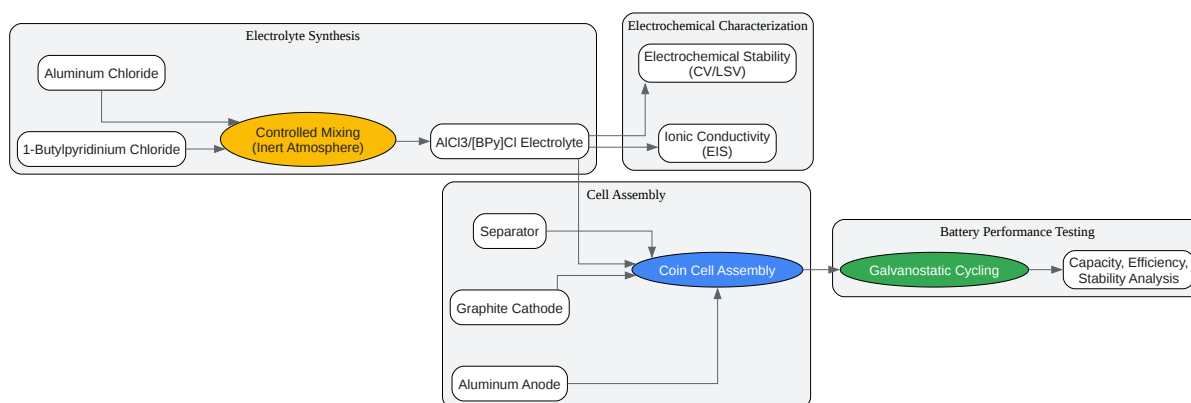 Electrolyte Synthesis
Aluminum Chloride
1-Butylpyridinium Chloride
Controlled Mixing
(Inert Atmosphere)
AlCl3/[BPy]Cl Electrolyte
Electrochemical Characterization
Electrochemical Stability
(CV/LSV)
Ionic Conductivity
(EIS)
Cell Assembly
Separator
Graphite Cathode
Aluminum Anode
Coin Cell Assembly
Battery Performance Testing
Galvanostatic Cycling
Capacity, Efficiency,
Stability Analysis